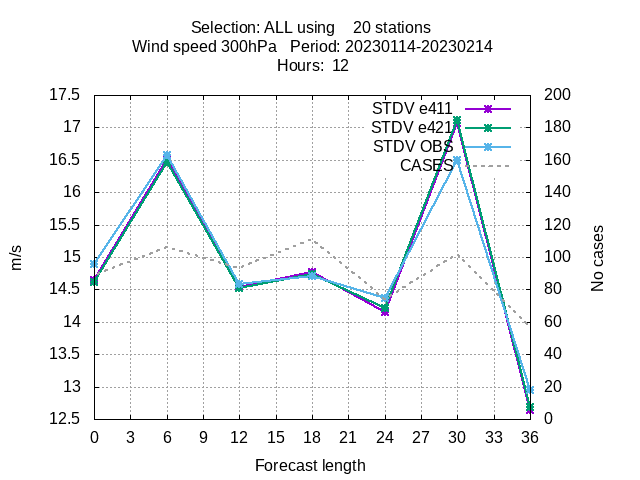 Selection: ALL using    20 stations
Wind speed 300hPa   Period: 20230114-20230214
Hours:  12
17.5
17
16.5
16
15.5
15
14.5
14
13.5
13
12.5
m/s
STDV e411
STDV e421
STDV OBS
CASES
200
180
160
140
120
100
80
60
40
20
0
No cases
0 3 6 9 12 15 18 21 24 27 30 33 36
Forecast length